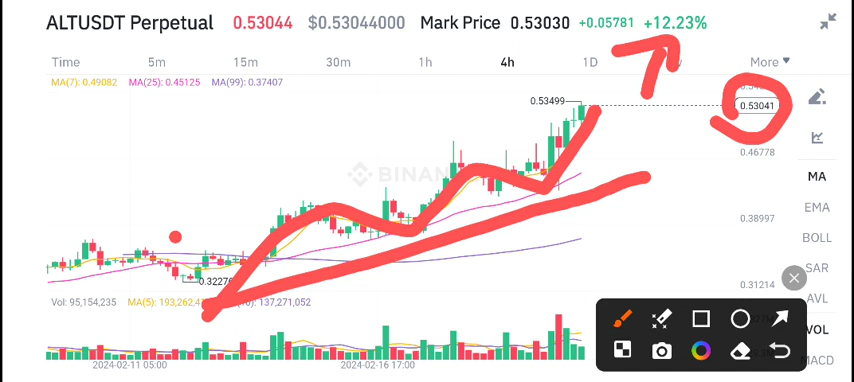 ALTUSDT Perpetual 0.53044 $0.53044000 Mark Price 0.53030 +0.05781 +12.23%
Time 5m 15m 30m 1h 4h 1D More
MA(7): 0.49082 MA(25): 0.45125 MA(99): 0.37407
0.53499
0.53041
BINAN
0.46778
MA
EMA
0.38997
BOLL
SAR
0.32276
0.31214
AVL
Vol: 95,154,235 MA(5): 193,262,4 137,271,052
VOL
MACD
2024-02-11 05:00 2024-02-16 17:00